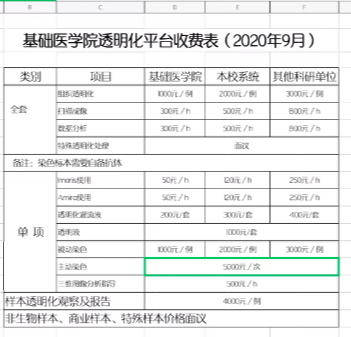 B C D E F
基础医学院透明化平台收费表（2020年9月）
类别 项目 基础医学院 本校系统 其他科研单位
全套 组织透明化 1000元/例 2000元/例 3000元/例
扫描成像 300元/h 500元/h 800元/h
数据分析 300元/h 500元/h 800元/h
特殊透明化处理 面议
备注：染色标本需要自备抗体
单项 Imaris使用 50元/h 120元/h 250元/h
Amira使用 50元/h 120元/h 250元/h
透明化灌流液 200元/套 300元/套 400元/套
透明液 1000元/套
被动染色 1000元/例 2000元/例 3000元/例
主动染色 5000元/次
三维图像分析指导 500元/h
样本透明化观察及报告 4000元/例
非生物样本、商业样本、特殊样本价格面议